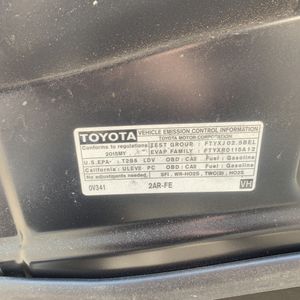 TOYOTA VEHICLE EMISSION CONTROL INFORMATION
TOYOTA MOTOR CORPORATION
Conforms to regulations TEST GROUP : FTYXJ02.5BEL
2015MY EVAP FAMILY : FTYXR0115A12
U.S.EPA : T2B5 LDV OBD : CA Fuel : Gasoline
California : ULEV PC OBD : CA Fuel : Gasoline
No adjustments needed. SFI, WR-HO2S, TWC(2), HO2S
0V341 2AR-FE VH